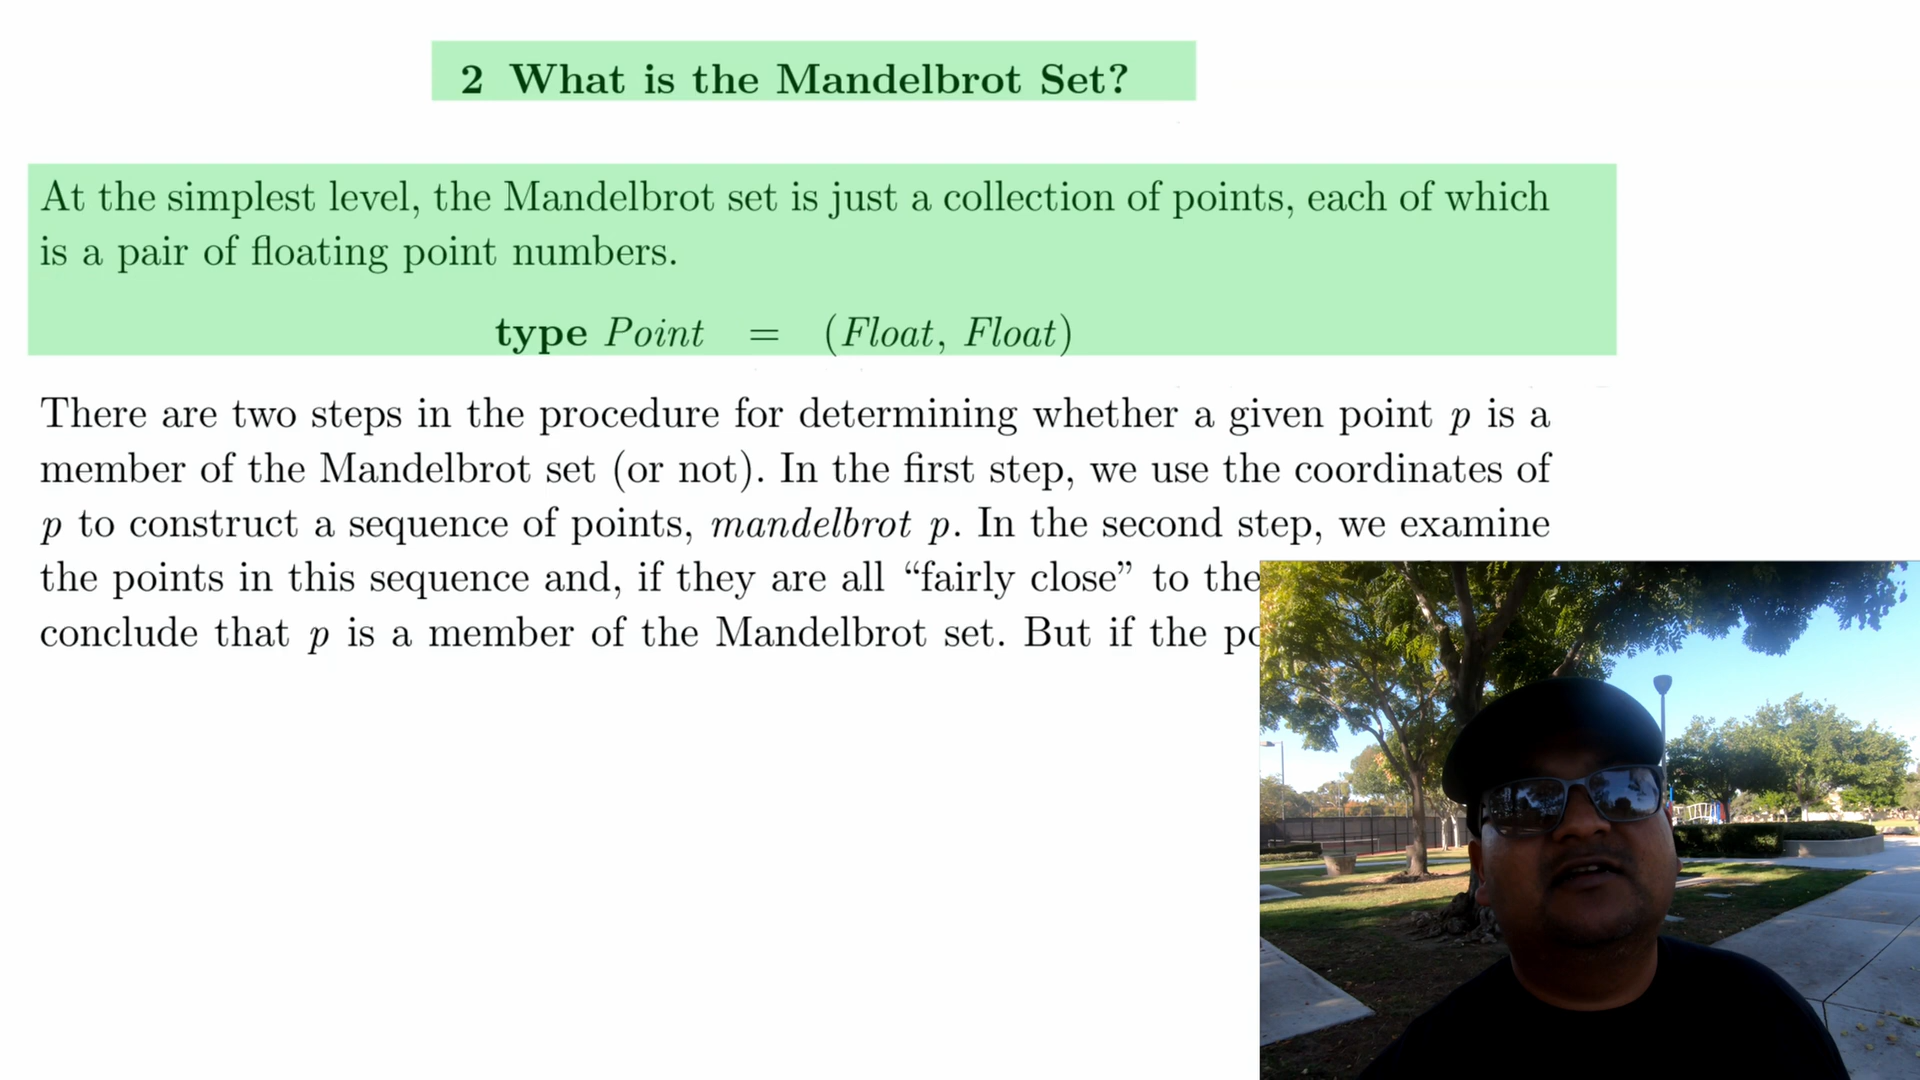 2 What is the Mandelbrot Set?
At the simplest level, the Mandelbrot set is just a collection of points, each of which
is a pair of floating point numbers.
type Point = (Float, Float)
There are two steps in the procedure for determining whether a given point p is a
member of the Mandelbrot set (or not). In the first step, we use the coordinates of
p to construct a sequence of points, mandelbrot p. In the second step, we examine
the points in this sequence and, if they are all “fairly close” to the
conclude that p is a member of the Mandelbrot set. But if the